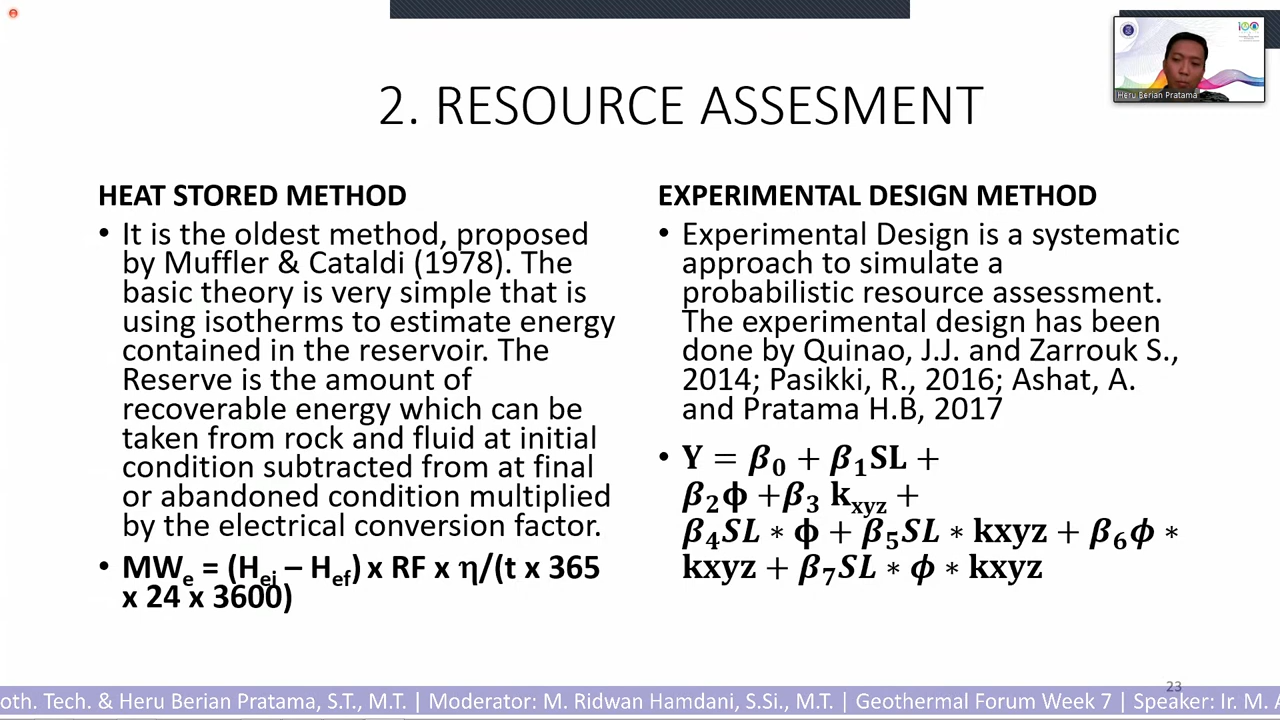 2. RESOURCE ASSESMENT
Heru Berian Pratama
HEAT STORED METHOD
• It is the oldest method, proposed
by Muffler & Cataldi (1978). The
basic theory is very simple that is
using isotherms to estimate energy
contained in the reservoir. The
Reserve is the amount of
recoverable energy which can be
taken from rock and fluid at initial
condition subtracted from at final
or abandoned condition multiplied
by the electrical conversion factor.
• MWe = (Hei – Hef) x RF x η/(t x 365
x 24 x 3600)
EXPERIMENTAL DESIGN METHOD
• Experimental Design is a systematic
approach to simulate a
probabilistic resource assessment.
The experimental design has been
done by Quinao, J.J. and Zarrouk S.,
2014; Pasikki, R., 2016; Ashat, A.
and Pratama H.B, 2017
• Y = β0 + β1SL +
β2ϕ +β3 kxyz +
β4SL * ϕ + β5SL * kxyz + β6ϕ *
kxyz + β7SL * ϕ * kxyz
23
oth. Tech. & Heru Berian Pratama, S.T., M.T. | Moderator: M. Ridwan Hamdani, S.Si., M.T. | Geothermal Forum Week 7 | Speaker: Ir. M. A